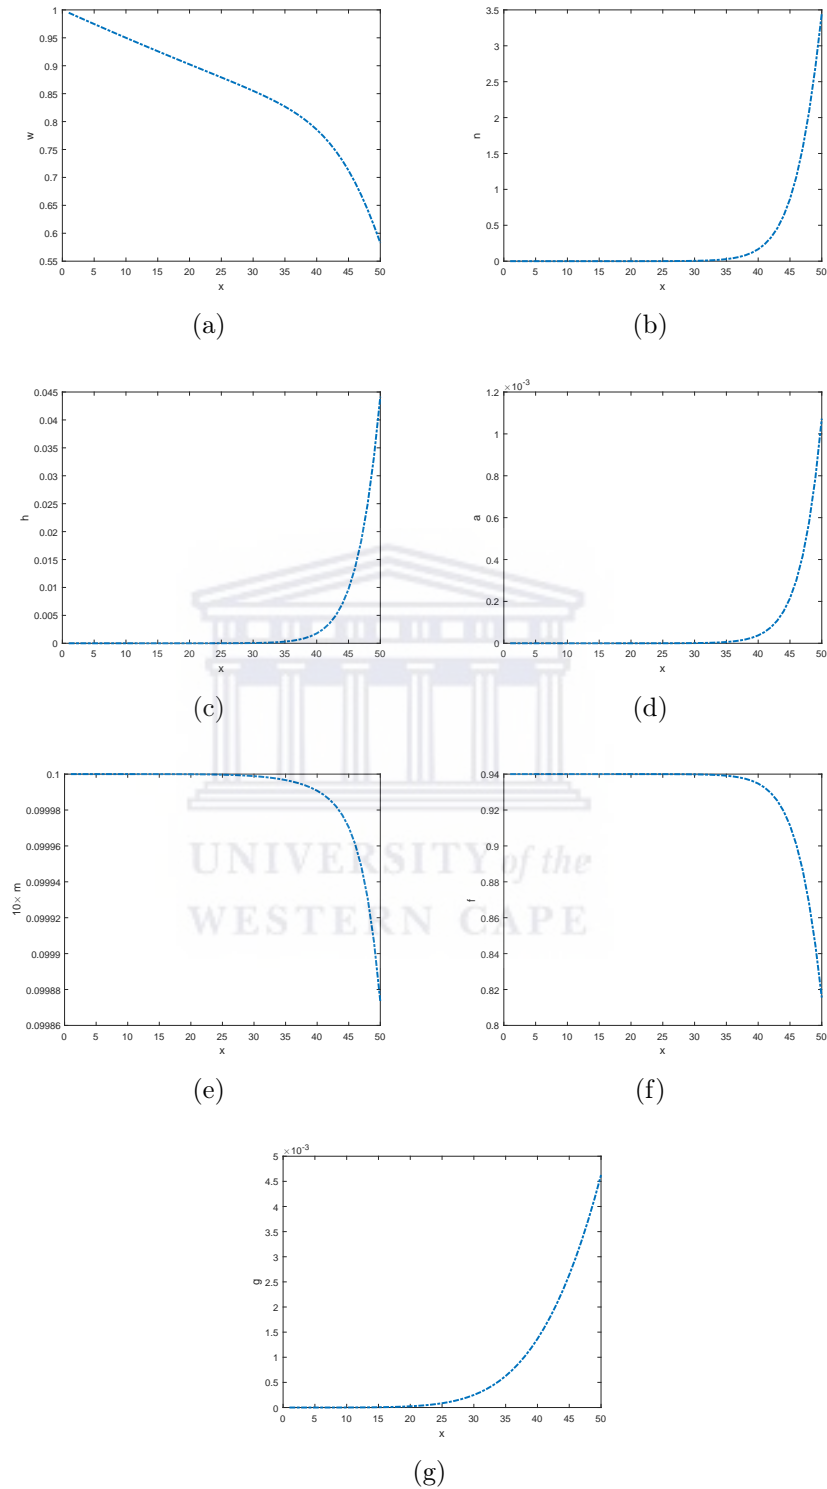 1
0.95
0.9
0.85
0.8
0.75
0.7
0.65
0.6
0.55
w
0 5 10 15 20 25 30 35 40 45 50
x
(a)
3.5
3
2.5
2
1.5
1
0.5
0
n
0 5 10 15 20 25 30 35 40 45 50
x
(b)
0.045
0.04
0.035
0.03
0.025
0.02
0.015
0.01
0.005
0
h
0 5 10 15 20 25 30 35 40 45 50
x
(c)
×10-3
1.2
1
0.8
0.6
0.4
0.2
0
a
0 5 10 15 20 25 30 35 40 45 50
x
(d)
0.1
0.09998
0.09996
0.09994
0.09992
0.0999
0.09988
0.09986
10× m
0 5 10 15 20 25 30 35 40 45 50
x
(e)
0.94
0.92
0.9
0.88
0.86
0.84
0.82
0.8
f
0 5 10 15 20 25 30 35 40 45 50
x
(f)
UNIVERSITY of the
WESTERN CAPE
×10-3
5
4.5
4
3.5
3
2.5
2
1.5
1
0.5
0
g
0 5 10 15 20 25 30 35 40 45 50
x
(g)